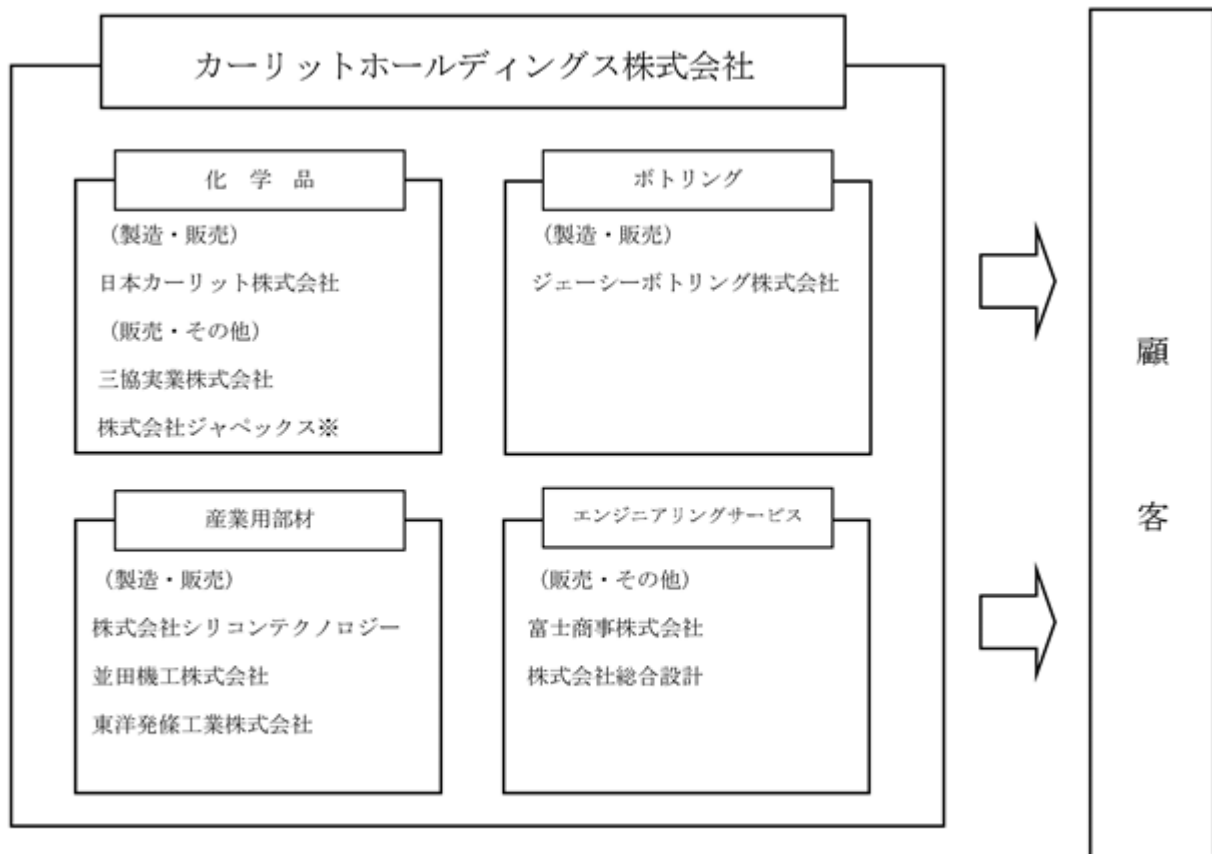 カーリットホールディングス株式会社
化 学 品
(製造・販売)
日本カーリット株式会社
(販売・その他)
三協実業株式会社
株式会社ジャペックス※
ボトリング
(製造・販売)
ジェーシーボトリング株式会社
産業用部材
(製造・販売)
株式会社シリコンテクノロジー
並田機工株式会社
東洋発條工業株式会社
エンジニアリングサービス
(販売・その他)
富士商事株式会社
株式会社総合設計
顧
客